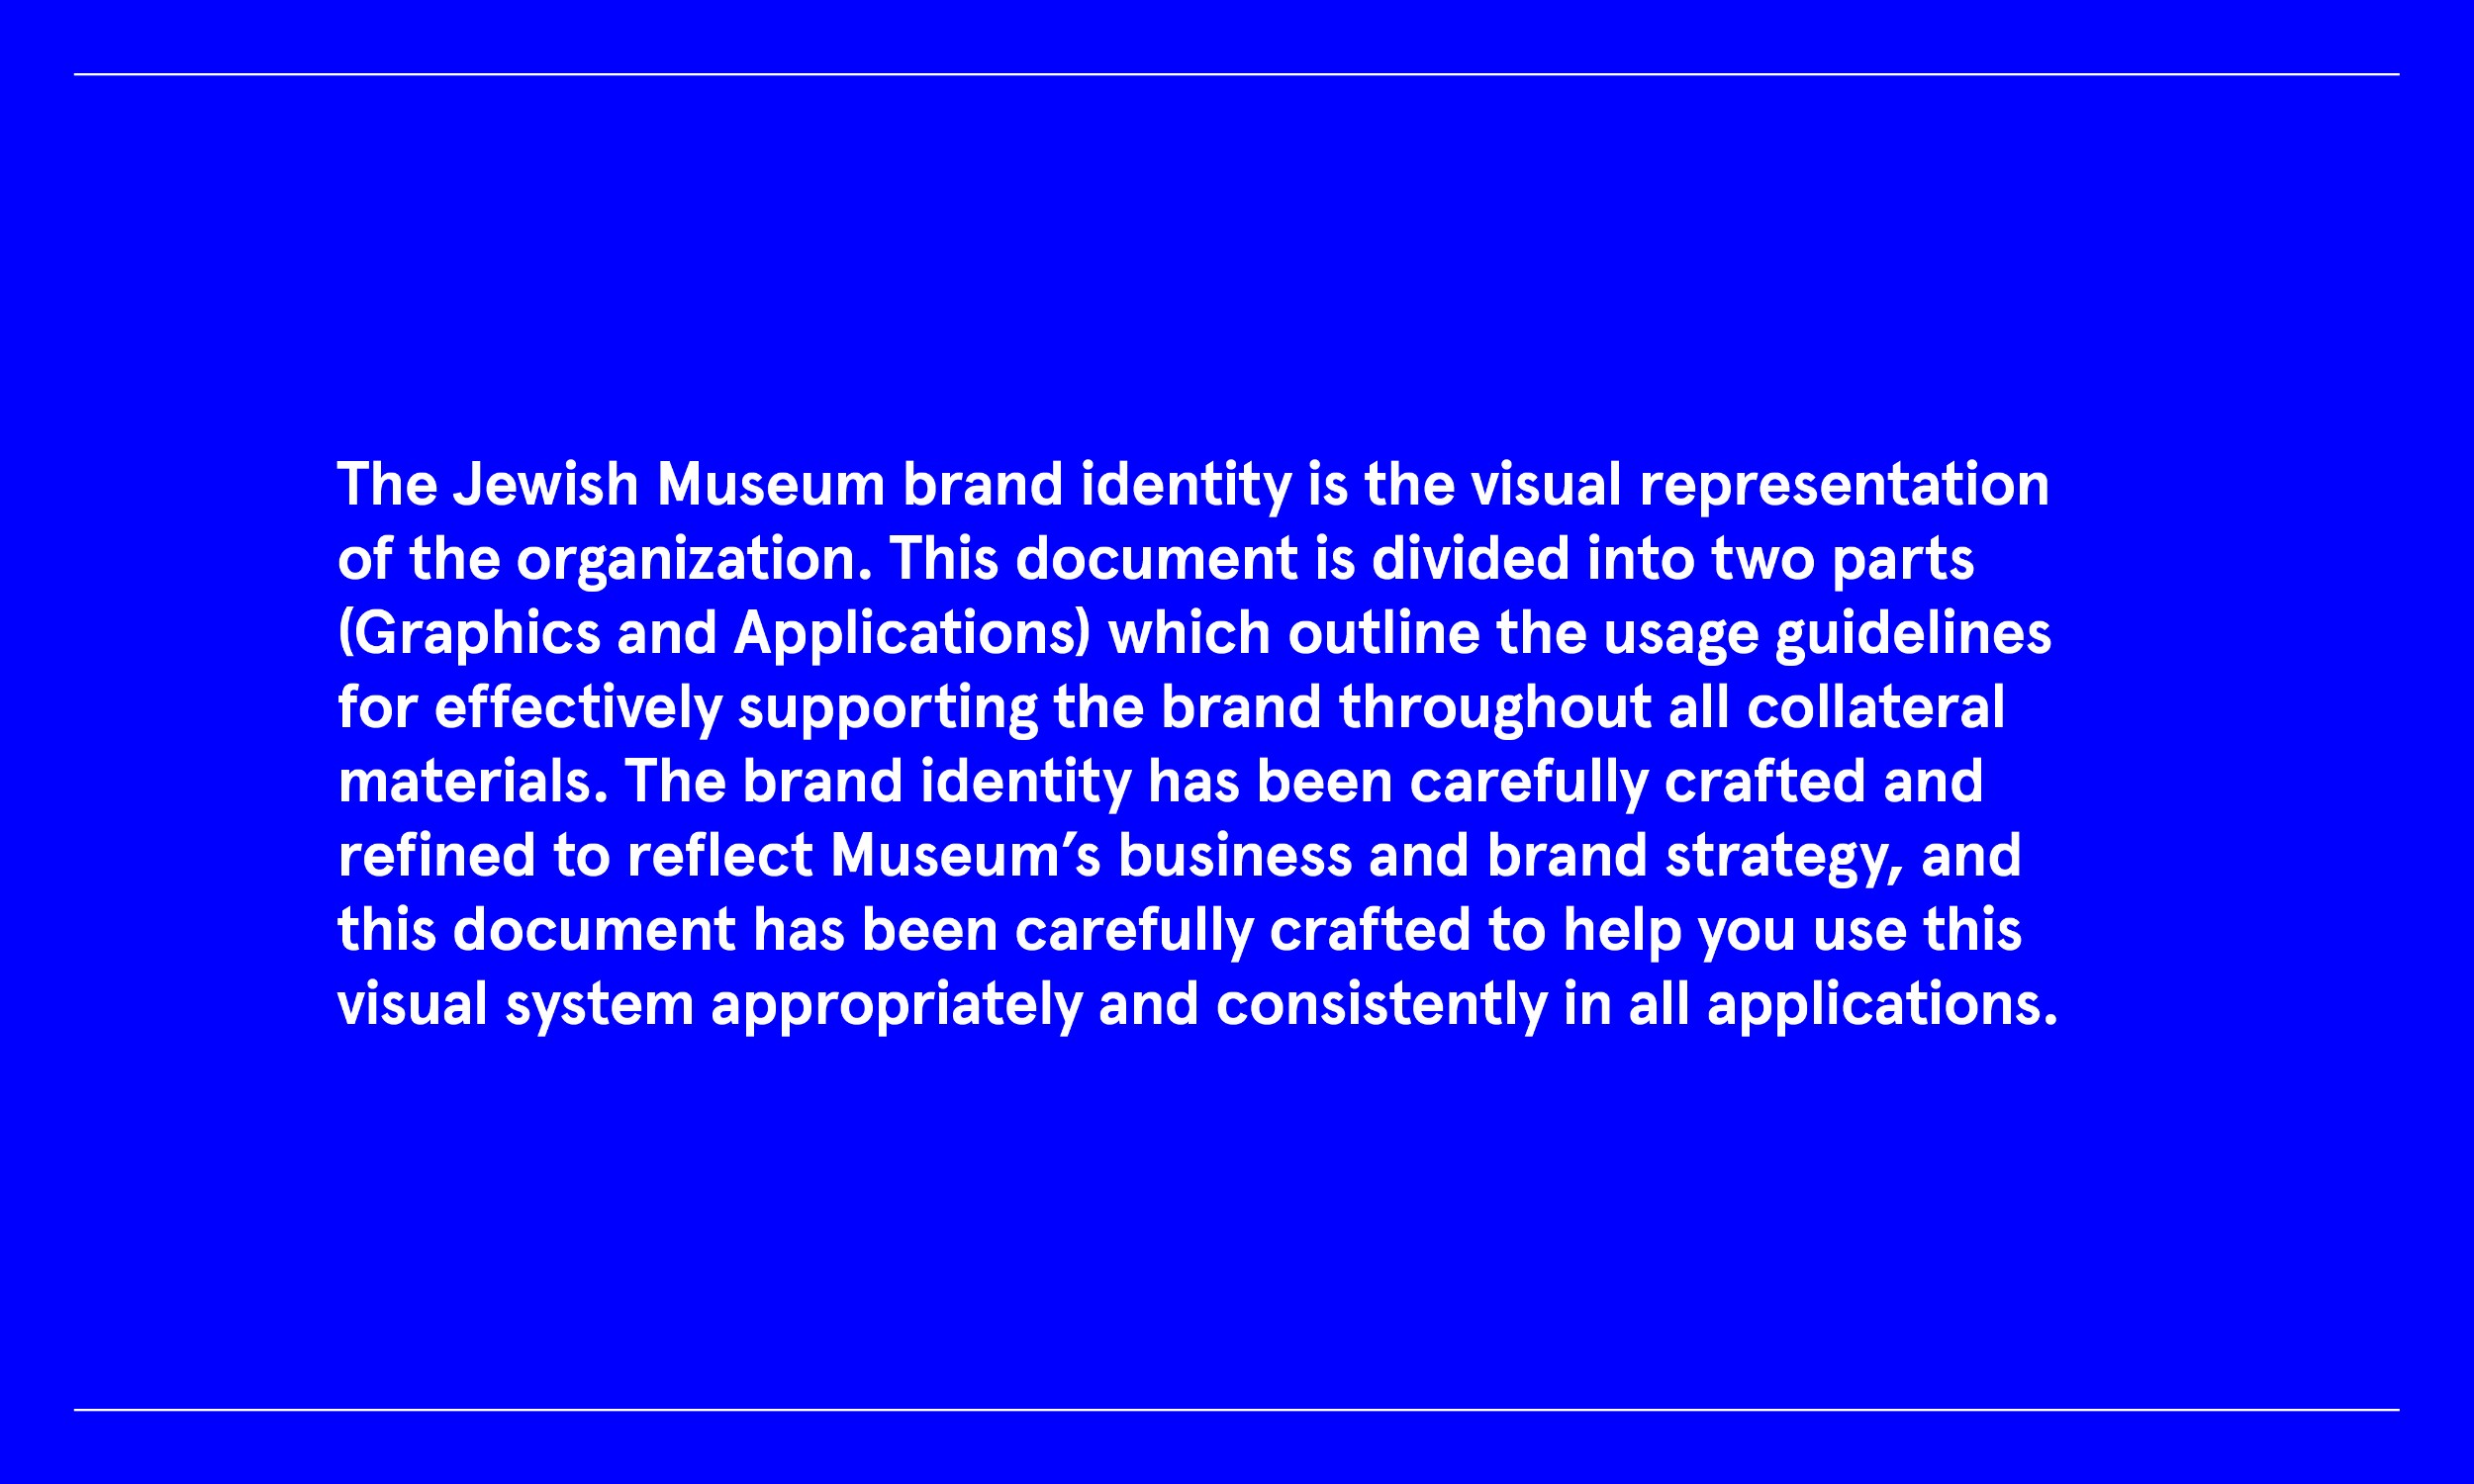 The Jewish Museum brand identity is the visual representation
of the organization. This document is divided into two parts
(Graphics and Applications) which outline the usage guidelines
for effectively supporting the brand throughout all collateral
materials. The brand identity has been carefully crafted and
refined to reflect Museum’s business and brand strategy, and
this document has been carefully crafted to help you use this
visual system appropriately and consistently in all applications.